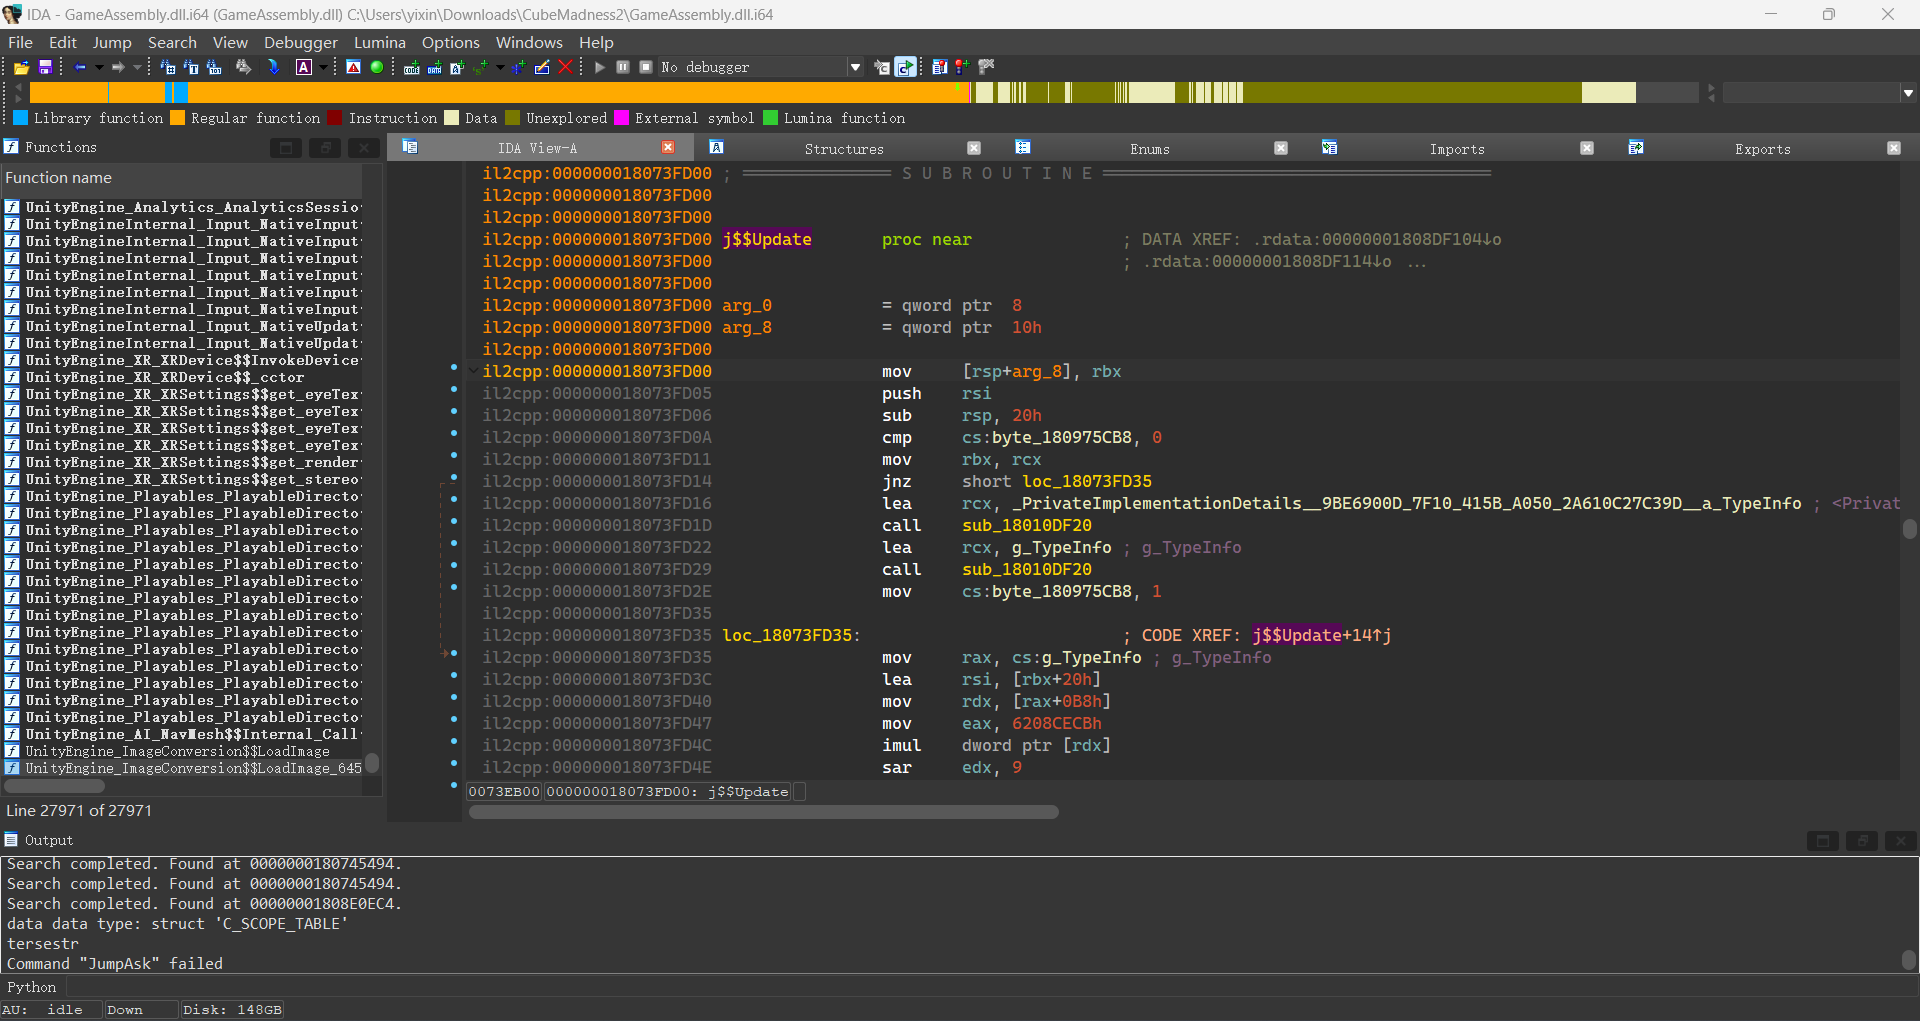 IDA - GameAssembly.dll.i64 (GameAssembly.dll) C:\Users\yixin\Downloads\CubeMadness2\GameAssembly.dll.i64
File Edit Jump Search View Debugger Lumina Options Windows Help
No debugger
Library function Regular function Instruction Data Unexplored External symbol Lumina function
Functions
Function name
UnityEngine_Analytics_AnalyticsSessio
UnityEngineInternal_Input_NativeInput
UnityEngineInternal_Input_NativeInput
UnityEngineInternal_Input_NativeInput
UnityEngineInternal_Input_NativeInput
UnityEngineInternal_Input_NativeInput
UnityEngineInternal_Input_NativeInput
UnityEngineInternal_Input_NativeUpdat
UnityEngineInternal_Input_NativeUpdat
UnityEngine_XR_XRDevice$$InvokeDevice
UnityEngine_XR_XRDevice$$_cctor
UnityEngine_XR_XRSettings$$get_eyeTex
UnityEngine_XR_XRSettings$$get_eyeTex
UnityEngine_XR_XRSettings$$get_eyeTex
UnityEngine_XR_XRSettings$$get_eyeTex
UnityEngine_XR_XRSettings$$get_render
UnityEngine_XR_XRSettings$$get_stereo
UnityEngine_Playables_PlayableDirecto
UnityEngine_Playables_PlayableDirecto
UnityEngine_Playables_PlayableDirecto
UnityEngine_Playables_PlayableDirecto
UnityEngine_Playables_PlayableDirecto
UnityEngine_Playables_PlayableDirecto
UnityEngine_Playables_PlayableDirecto
UnityEngine_Playables_PlayableDirecto
UnityEngine_Playables_PlayableDirecto
UnityEngine_Playables_PlayableDirecto
UnityEngine_Playables_PlayableDirecto
UnityEngine_Playables_PlayableDirecto
UnityEngine_Playables_PlayableDirecto
UnityEngine_Playables_PlayableDirecto
UnityEngine_AI_NavMesh$$Internal_Call
UnityEngine_ImageConversion$$LoadImage
UnityEngine_ImageConversion$$LoadImage_645
Line 27971 of 27971
IDA View-A Structures Enums Imports Exports
il2cpp:000000018073FD00 ; S U B R O U T I N E
il2cpp:000000018073FD00
il2cpp:000000018073FD00
il2cpp:000000018073FD00 j$$Update proc near ; DATA XREF: .rdata:00000001808DF104↓o
il2cpp:000000018073FD00 ; .rdata:00000001808DF114↓o ...
il2cpp:000000018073FD00
il2cpp:000000018073FD00 arg_0 = qword ptr 8
il2cpp:000000018073FD00 arg_8 = qword ptr 10h
il2cpp:000000018073FD00
il2cpp:000000018073FD00 mov [rsp+arg_8], rbx
il2cpp:000000018073FD05 push rsi
il2cpp:000000018073FD06 sub rsp, 20h
il2cpp:000000018073FD0A cmp cs:byte_180975CB8, 0
il2cpp:000000018073FD11 mov rbx, rcx
il2cpp:000000018073FD14 jnz short loc_18073FD35
il2cpp:000000018073FD16 lea rcx, _PrivateImplementationDetails__9BE6900D_7F10_415B_A050_2A610C27C39D__a_TypeInfo ; <Privat
il2cpp:000000018073FD1D call sub_18010DF20
il2cpp:000000018073FD22 lea rcx, g_TypeInfo ; g_TypeInfo
il2cpp:000000018073FD29 call sub_18010DF20
il2cpp:000000018073FD2E mov cs:byte_180975CB8, 1
il2cpp:000000018073FD35
il2cpp:000000018073FD35 loc_18073FD35: ; CODE XREF: j$$Update+14↑j
il2cpp:000000018073FD35 mov rax, cs:g_TypeInfo ; g_TypeInfo
il2cpp:000000018073FD3C lea rsi, [rbx+20h]
il2cpp:000000018073FD40 mov rdx, [rax+0B8h]
il2cpp:000000018073FD47 mov eax, 6208CECBh
il2cpp:000000018073FD4C imul dword ptr [rdx]
il2cpp:000000018073FD4E sar edx, 9
0073EB00 000000018073FD00: j$$Update
Output
Search completed. Found at 0000000180745494.
Search completed. Found at 0000000180745494.
Search completed. Found at 00000001808E0EC4.
data data type: struct 'C_SCOPE_TABLE'
tersestr
Command "JumpAsk" failed
Python
AU: idle Down Disk: 148GB